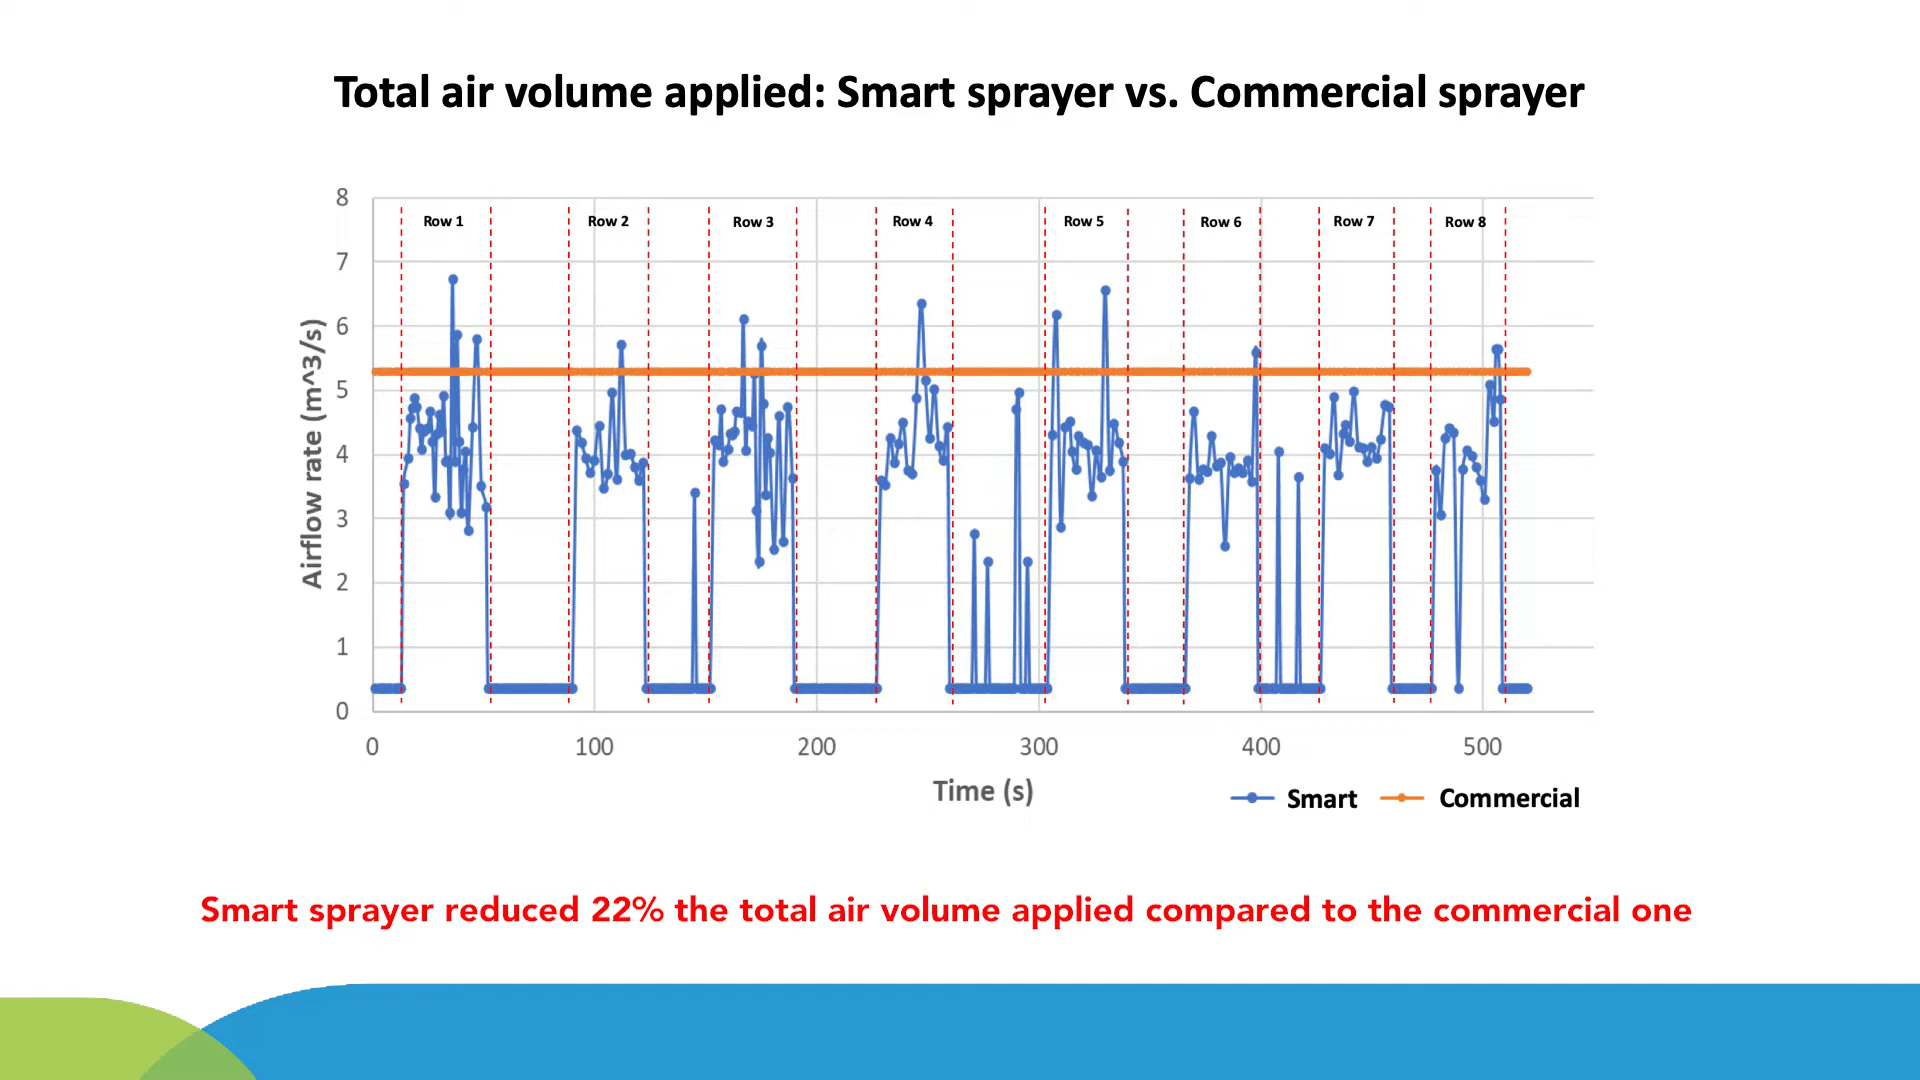 Total air volume applied: Smart sprayer vs. Commercial sprayer
8
7
6
5
4
3
2
1
0
Airflow rate (m^3/s)
Row 1
Row 2
Row 3
Row 4
Row 5
Row 6
Row 7
Row 8
0
100
200
300
400
500
Time (s)
Smart
Commercial
Smart sprayer reduced 22% the total air volume applied compared to the commercial one